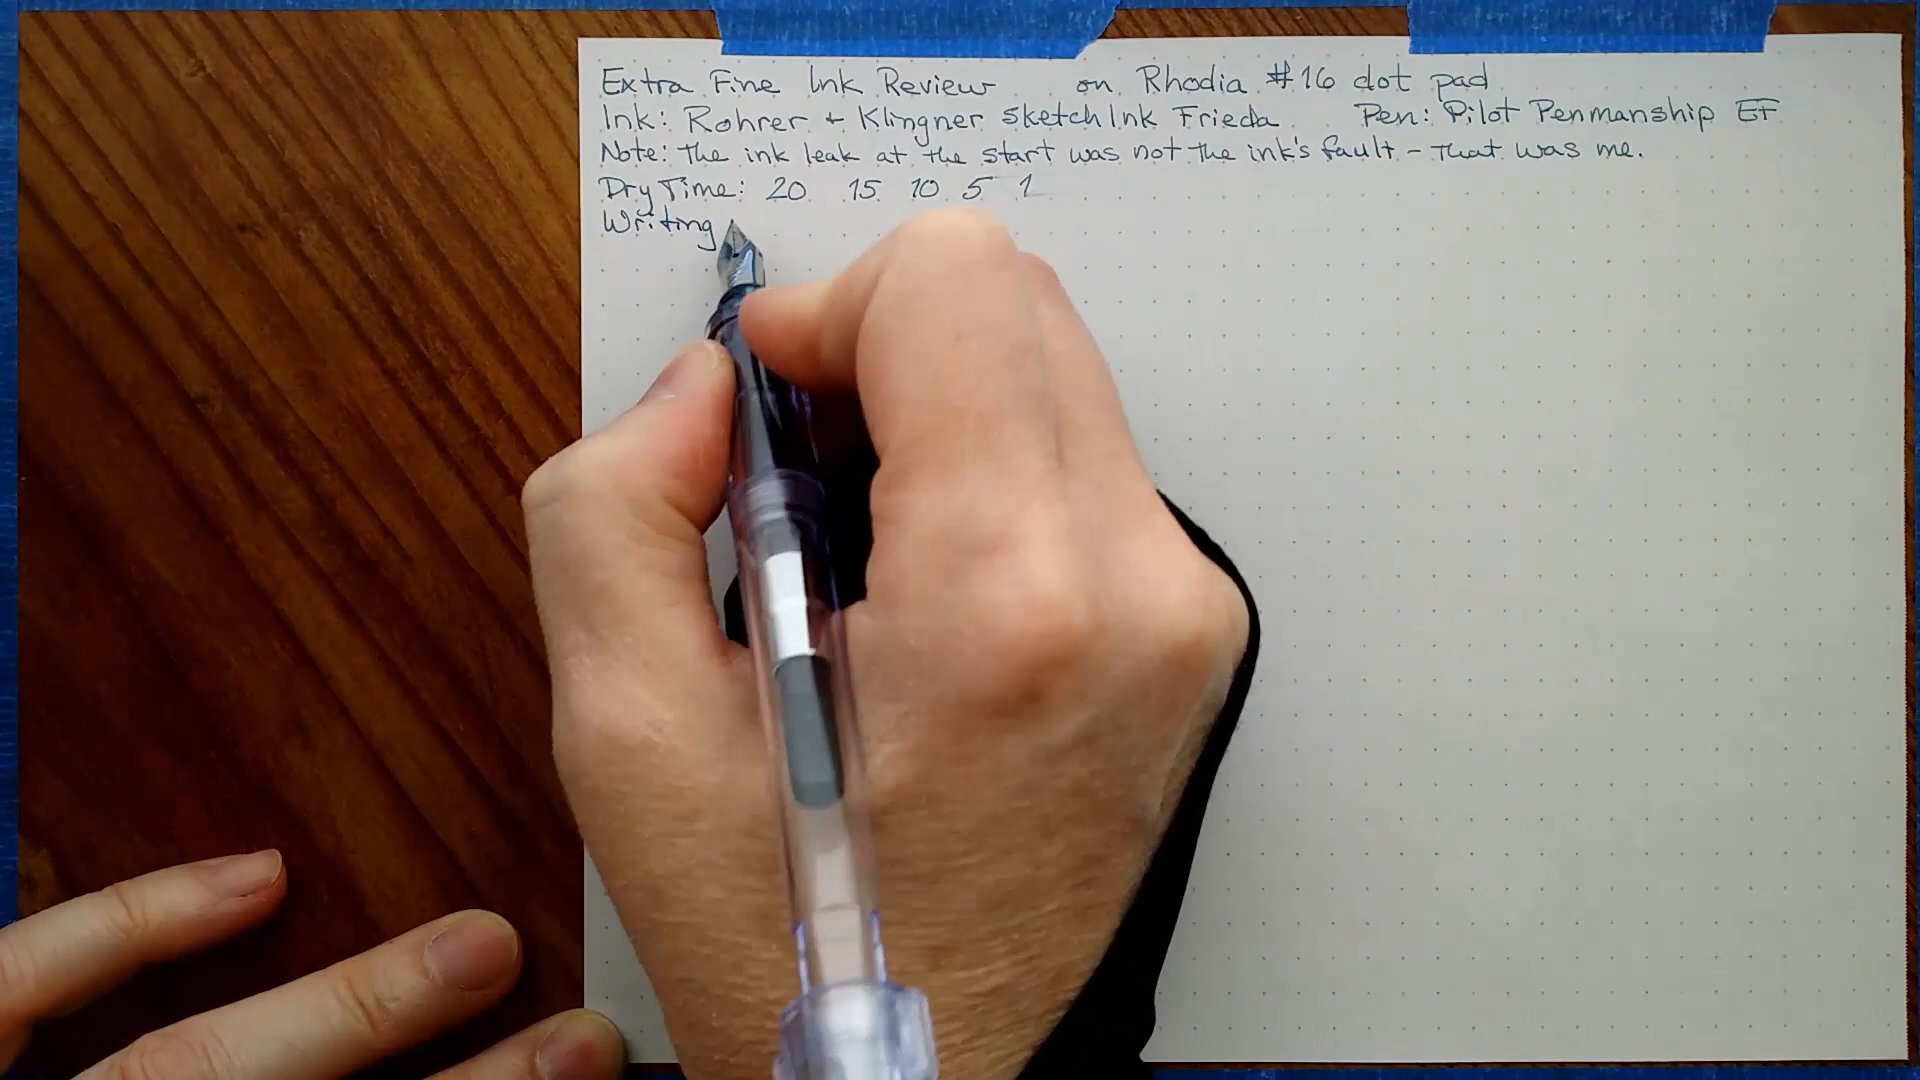 Extra Fine Ink Review on Rhodia #16 dot pad
Ink: Rohrer + Klingner Sketch Ink Frieda Pen: Pilot Penmanship EF
Note: The ink leak at the start was not the ink's fault - that was me.
Dry Time: 20 15 10 5 1
Writing